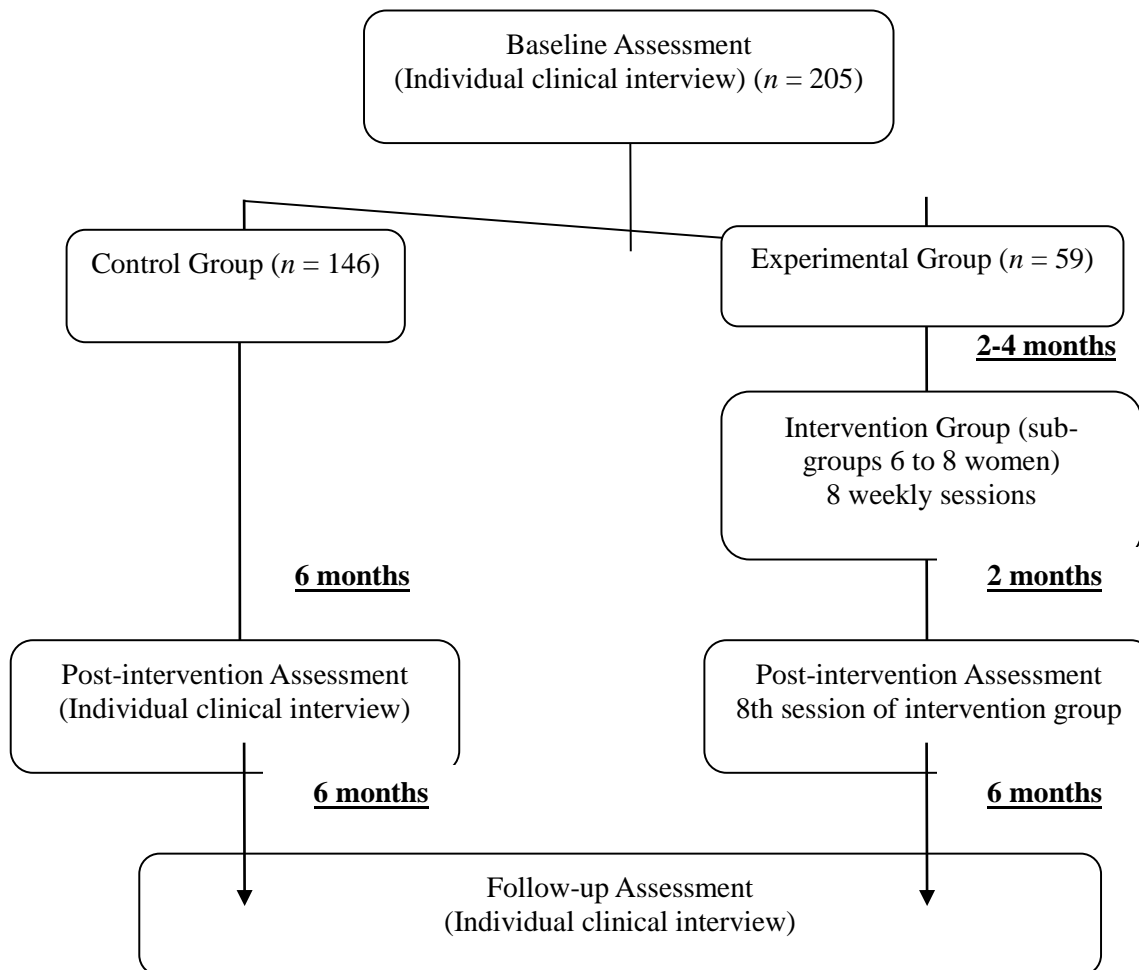 Baseline Assessment
(Individual clinical interview) (n = 205)
Control Group (n = 146)
Experimental Group (n = 59)
2-4 months
Intervention Group (sub-
groups 6 to 8 women)
8 weekly sessions
6 months
2 months
Post-intervention Assessment
(Individual clinical interview)
Post-intervention Assessment
8th session of intervention group
6 months
6 months
Follow-up Assessment
(Individual clinical interview)